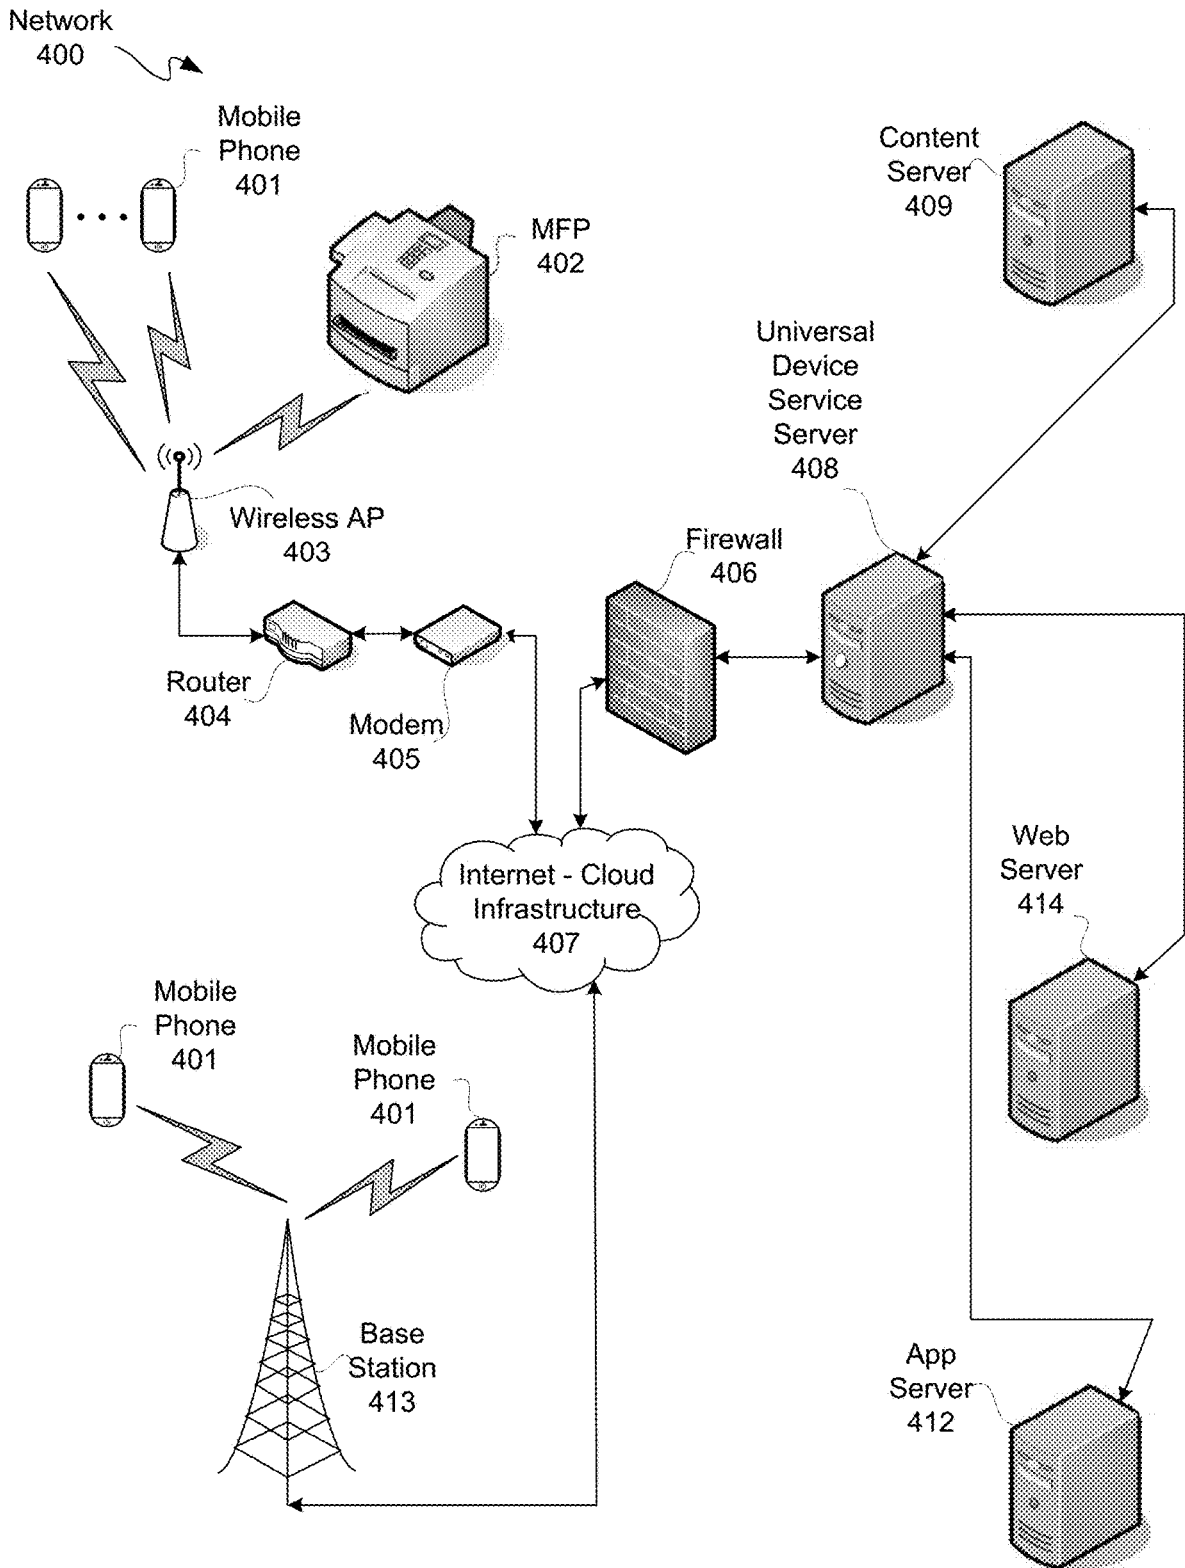 Network
400
Mobile
Phone
401
MFP
402
Content
Server
409
Universal
Device
Service
Server
408
Wireless AP
403
Firewall
406
Router
404
Modem
405
Internet - Cloud
Infrastructure
407
Web
Server
414
Mobile
Phone
401
Mobile
Phone
401
Base
Station
413
App
Server
412